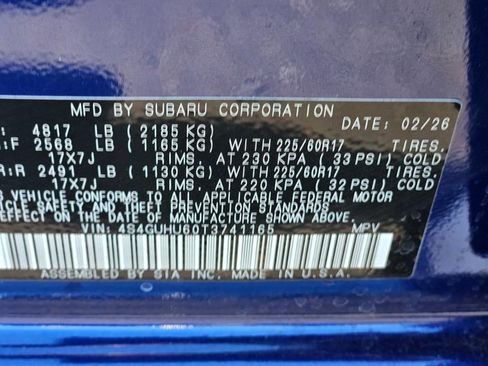 MFD BY SUBARU CORPORATION DATE: 02/26
: 4817 LB (2185 KG)
:F 2568 LB (1165 KG) WITH 225/60R17 TIRES,
17X7J RIMS, AT 230 KPA (33 PSI) COLD
R:R 2491 LB (1130 KG) WITH 225/60R17 TIRES,
17X7J RIMS, AT 220 KPA (32 PSI) COLD
S VEHICLE CONFORMS TO ALL APPLICABLE FEDERAL MOTOR
ICLE SAFETY AND THEFT PREVENTION STANDARDS
EFFECT ON THE DATE OF MANUFACTURE SHOWN ABOVE.
VIN: 4S4GUHU60T3741165 MPV
ASSEMBLED BY SIA INC. MADE IN U.S.A.